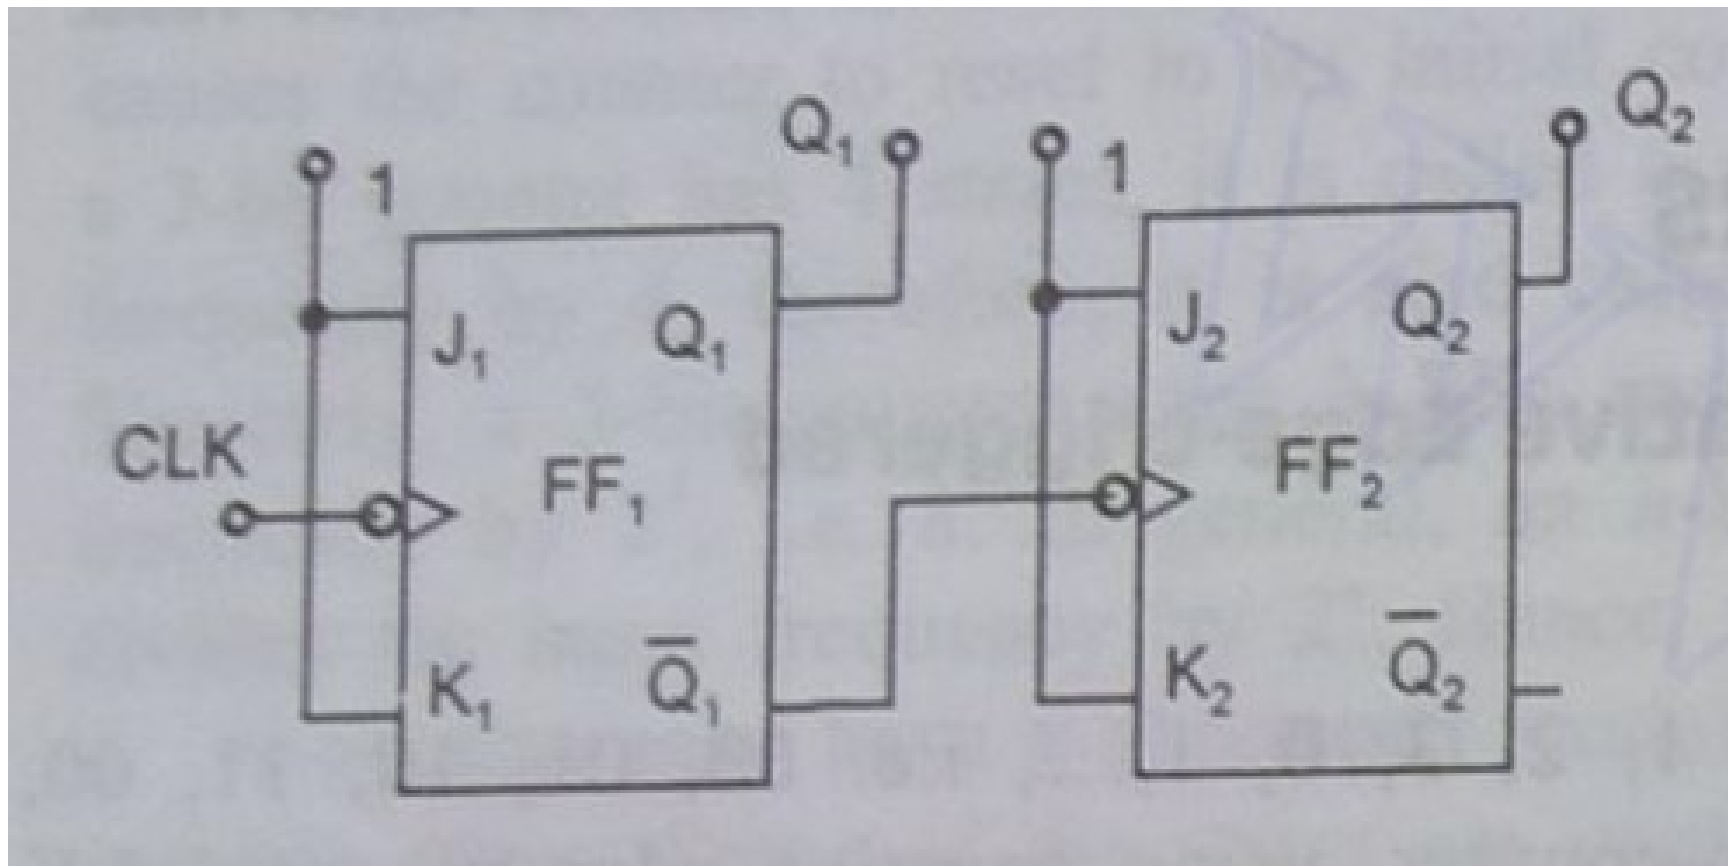 Q₁
Q₂
1
1
J₁
Q₁
J₂
Q₂
CLK
FF₁
FF₂
K₁
Q̅₁
K₂
Q̅₂